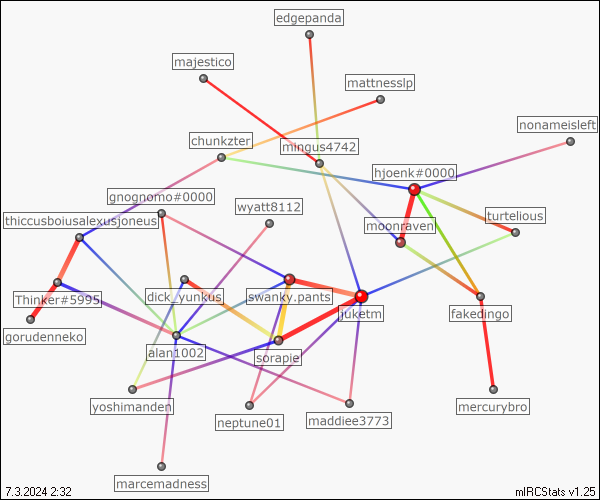 edgepanda
majestico
mattnesslp
nonameisleft
chunkzter
mingus4742
hjoenk#0000
gnognomo#0000
wyatt8112
thiccusboiusalexusjoneus
turtelious
moonraven
Thinker#5995
dick_yunkus
swanky.pants
juketm
fakedingo
gorudenneko
alan1002
sorapie
yoshimanden
neptune01
maddiee3773
mercurybro
marcemadness
7.3.2024 2:32
mIRCStats v1.25